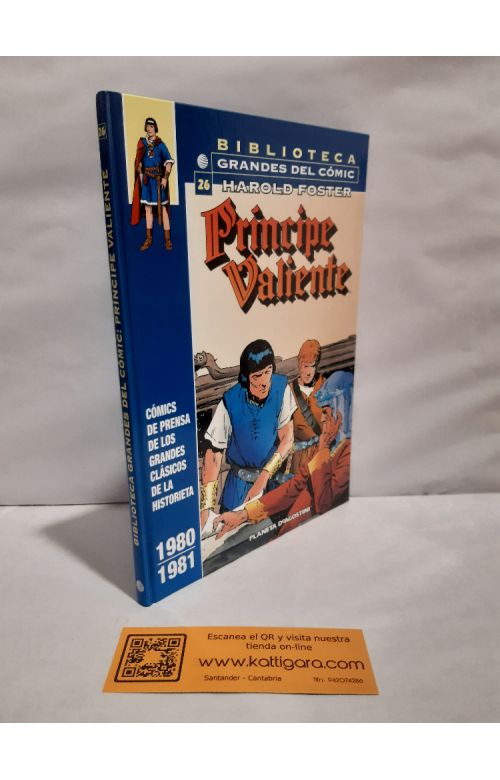 26
BIBLIOTECA GRANDES DEL CÓMIC: PRÍNCIPE VALIENTE
BIBLIOTECA
GRANDES DEL CÓMIC
26
HAROLD FOSTER
Príncipe
Valiente
CÓMICS
DE PRENSA
DE LOS
GRANDES
CLÁSICOS
DE LA
HISTORIETA
1980
1981
PLANETA DEAGOSTINI
Escanea el QR y visita nuestra
tienda on-line
www.kattigara.com
Santander - Cantabria
Tfn. 942074286